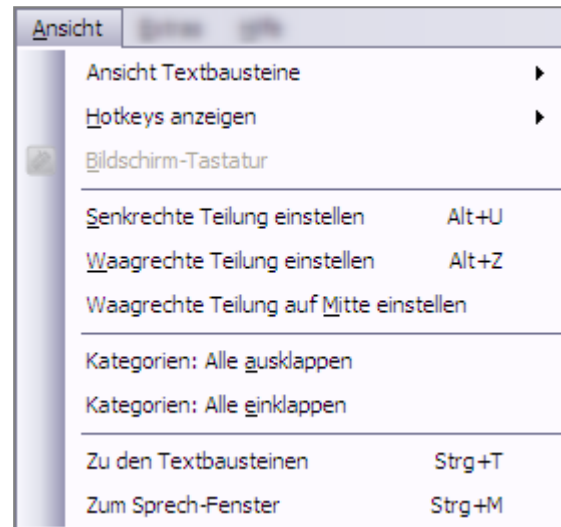 Ansicht
Ansicht Textbausteine
Hotkeys anzeigen
Bildschirm-Tastatur
Senkrechte Teilung einstellen Alt+U
Waagrechte Teilung einstellen Alt+Z
Waagrechte Teilung auf Mitte einstellen
Kategorien: Alle ausklappen
Kategorien: Alle einklappen
Zu den Textbausteinen Strg+T
Zum Sprech-Fenster Strg+M